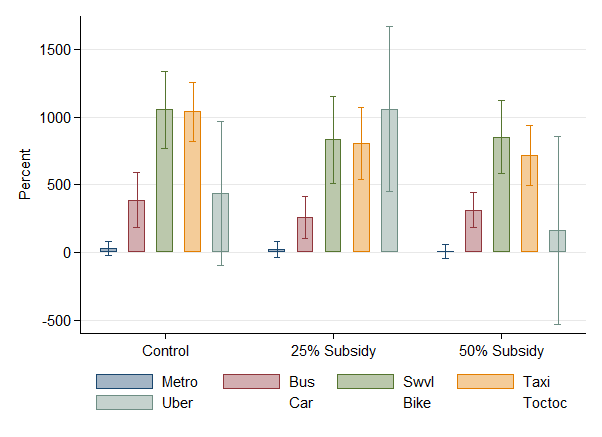 1500
1000
500
0
-500
Percent
Control 25% Subsidy 50% Subsidy
Metro Bus Swvl Taxi
Uber Car Bike Toctoc